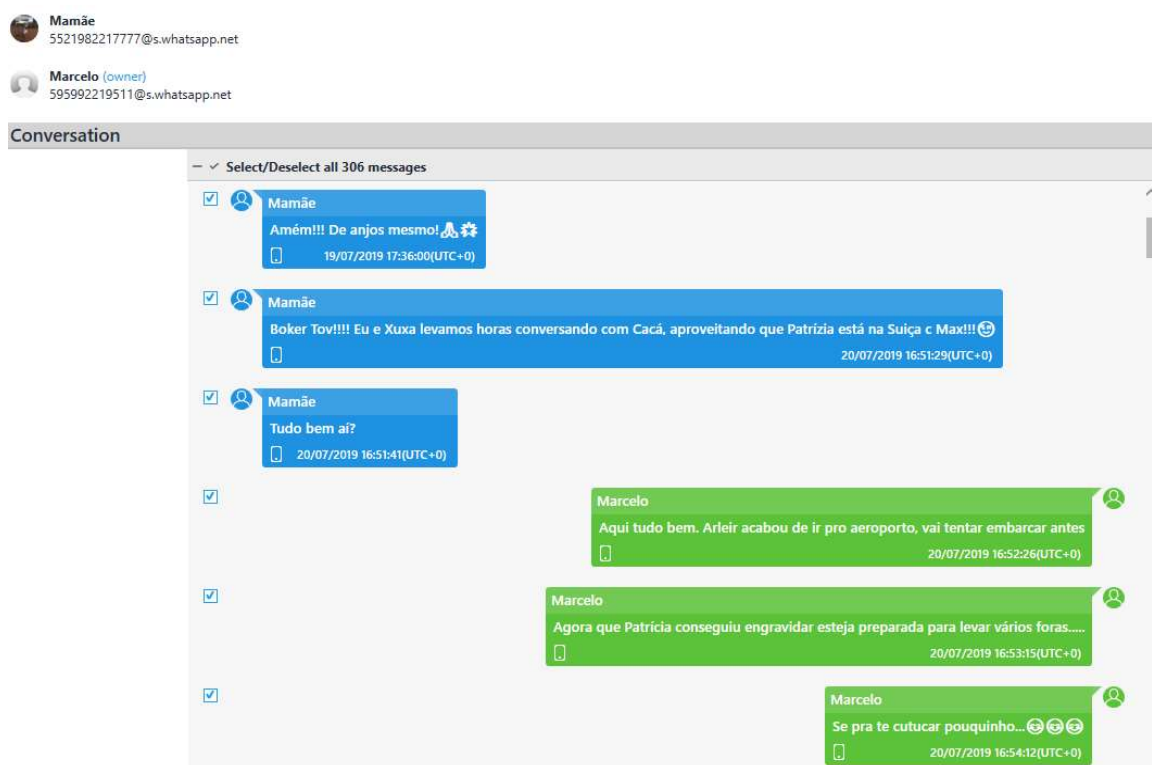 Mamãe
5521982217777@s.whatsapp.net
Marcelo (owner)
595992219511@s.whatsapp.net
Conversation
Select/Deselect all 306 messages
Mamãe
Amém!!! De anjos mesmo!
19/07/2019 17:36:00(UTC+0)
Mamãe
Boker Tov!!!! Eu e Xuxa levamos horas conversando com Cacá, aproveitando que Patrízia está na Suiça c Max!!!
20/07/2019 16:51:29(UTC+0)
Mamãe
Tudo bem aí?
20/07/2019 16:51:41(UTC+0)
Marcelo
Aqui tudo bem. Arleir acabou de ir pro aeroporto, vai tentar embarcar antes
20/07/2019 16:52:26(UTC+0)
Marcelo
Agora que Patrícia conseguiu engravidar esteja preparada para levar vários foras.....
20/07/2019 16:53:15(UTC+0)
Marcelo
Se pra te cutucar pouquinho...
20/07/2019 16:54:12(UTC+0)